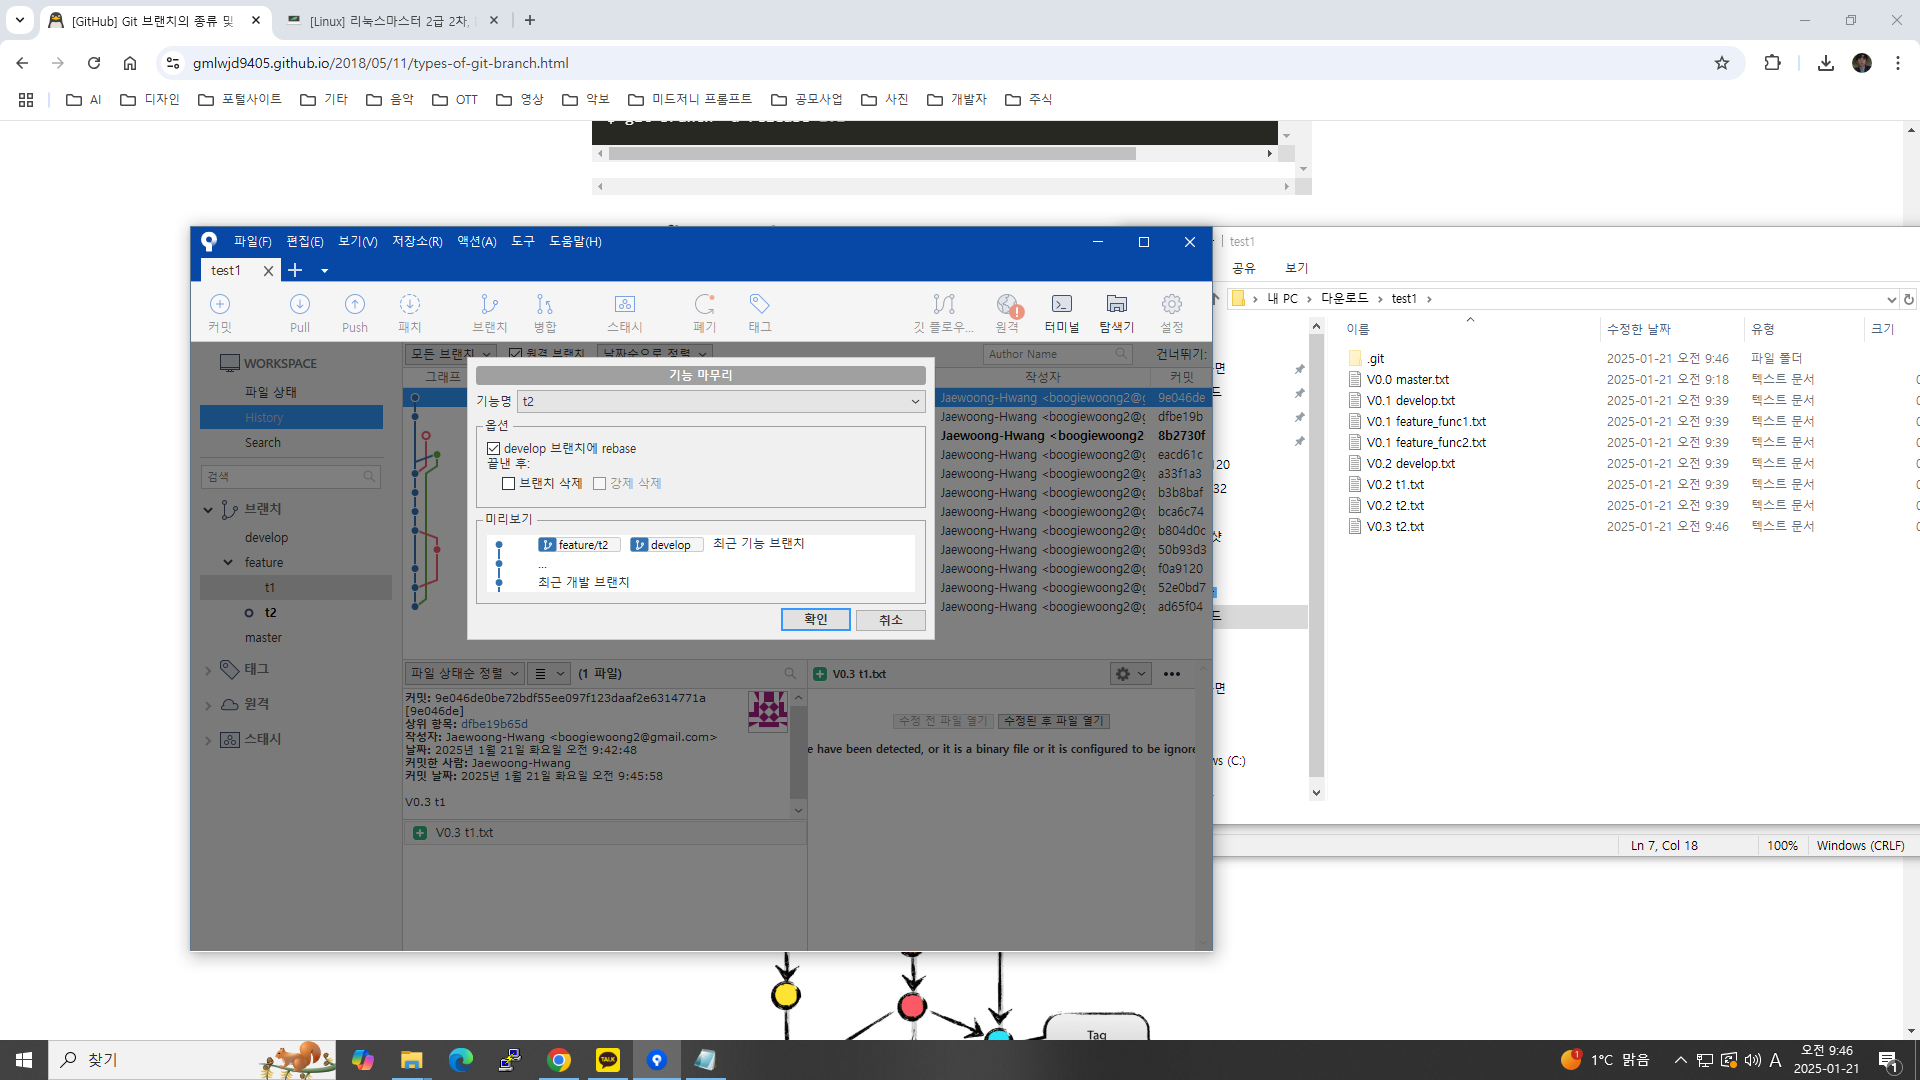 [GitHub] Git 브랜치의 종류 및
[Linux] 리눅스마스터 2급 2차,
gmlwjd9405.github.io/2018/05/11/types-of-git-branch.html
AI 디자인 포털사이트 기타 음악 OTT 영상 악보 미드저니 프롬프트 공모사업 사진 개발자 주식
파일(F) 편집(E) 보기(V) 저장소(R) 액션(A) 도구 도움말(H)
test1
커밋 Pull Push 패치 브랜치 병합 스태시 폐기 태그 깃 플로우... 원격 터미널 탐색기 설정
WORKSPACE
파일 상태
History
Search
검색
브랜치
develop
feature
t1
t2
master
태그
원격
스태시
모든 브랜치 원격 브랜치 날짜순으로 정렬 Author Name 건너뛰기:
그래프 작성자 커밋
Jaewoong-Hwang <boogiewoong2@g 9e046de
Jaewoong-Hwang <boogiewoong2@g dfbe19b
Jaewoong-Hwang <boogiewoong2 8b2730f
Jaewoong-Hwang <boogiewoong2@g eacd61c
Jaewoong-Hwang <boogiewoong2@g a33f1a3
Jaewoong-Hwang <boogiewoong2@g b3b8baf
Jaewoong-Hwang <boogiewoong2@g bca6c74
Jaewoong-Hwang <boogiewoong2@g b804d0c
Jaewoong-Hwang <boogiewoong2@g 50b93d3
Jaewoong-Hwang <boogiewoong2@g f0a9120
Jaewoong-Hwang <boogiewoong2@g 52e0bd7
Jaewoong-Hwang <boogiewoong2@g ad65f04
기능 마무리
기능명 t2
옵션
develop 브랜치에 rebase
끝낸 후:
브랜치 삭제 강제 삭제
미리보기
feature/t2 develop 최근 기능 브랜치
...
최근 개발 브랜치
확인 취소
파일 상태순 정렬 (1 파일)
커밋: 9e046de0be72bdf55ee097f123daaf2e6314771a
[9e046de]
상위 항목: dfbe19b65d
작성자: Jaewoong-Hwang <boogiewoong2@gmail.com>
날짜: 2025년 1월 21일 화요일 오전 9:42:48
커밋한 사람: Jaewoong-Hwang
커밋 날짜: 2025년 1월 21일 화요일 오전 9:45:58
V0.3 t1
V0.3 t1.txt
V0.3 t1.txt
수정 전 파일 열기 수정된 후 파일 열기
e have been detected, or it is a binary file or it is configured to be ignore
test1
공유 보기
내 PC 다운로드 test1
이름 수정한 날짜 유형 크기
.git 2025-01-21 오전 9:46 파일 폴더
V0.0 master.txt 2025-01-21 오전 9:18 텍스트 문서
V0.1 develop.txt 2025-01-21 오전 9:39 텍스트 문서
V0.1 feature_func1.txt 2025-01-21 오전 9:39 텍스트 문서
V0.1 feature_func2.txt 2025-01-21 오전 9:39 텍스트 문서
V0.2 develop.txt 2025-01-21 오전 9:39 텍스트 문서
V0.2 t1.txt 2025-01-21 오전 9:39 텍스트 문서
V0.2 t2.txt 2025-01-21 오전 9:39 텍스트 문서
V0.3 t2.txt 2025-01-21 오전 9:46 텍스트 문서
면
드
120
32
샷
드
면
ws (C:)
Ln 7, Col 18 100% Windows (CRLF)
Tag
찾기
TALK
1
1°C 맑음
A
오전 9:46
2025-01-21
1